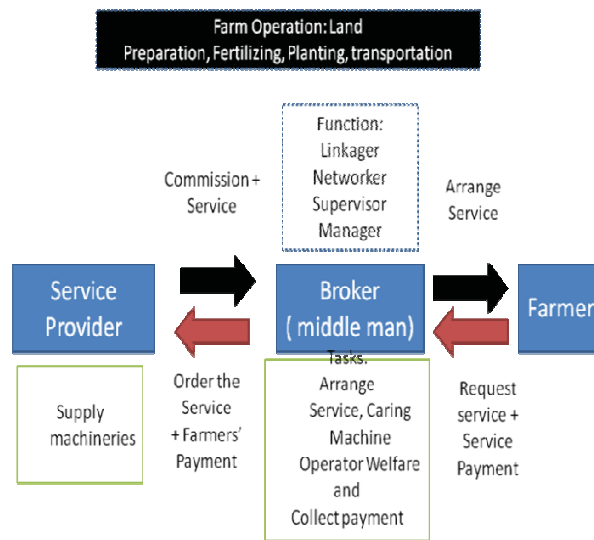 Farm Operation: Land
Preparation, Fertilizing, Planting, transportation
Function:
Linkager
Networker
Supervisor
Manager
Commission +
Service
Arrange
Service
Service
Provider
Broker
( middle man)
Farmer
Supply
machineries
Order the
Service
+ Farmers'
Payment
Tasks:
Arrange
Service, Caring
Machine
Operator Welfare
and
Collect payment
Request
service +
Service
Payment